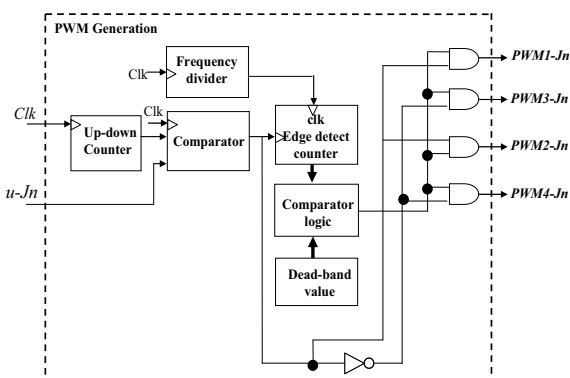 PWM Generation
Frequency
divider
Clk
Clk
Clk
Up-down
Counter
Comparator
clk
Edge detect
counter
u-Jn
Comparator
logic
Dead-band
value
PWM1-Jn
PWM3-Jn
PWM2-Jn
PWM4-Jn